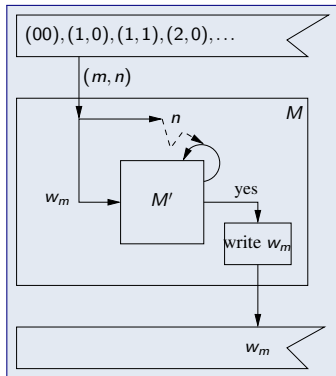 (00), (1, 0), (1, 1), (2, 0), . . .
(m, n)
n
M
w_m
M′
yes
write w_m
w_m